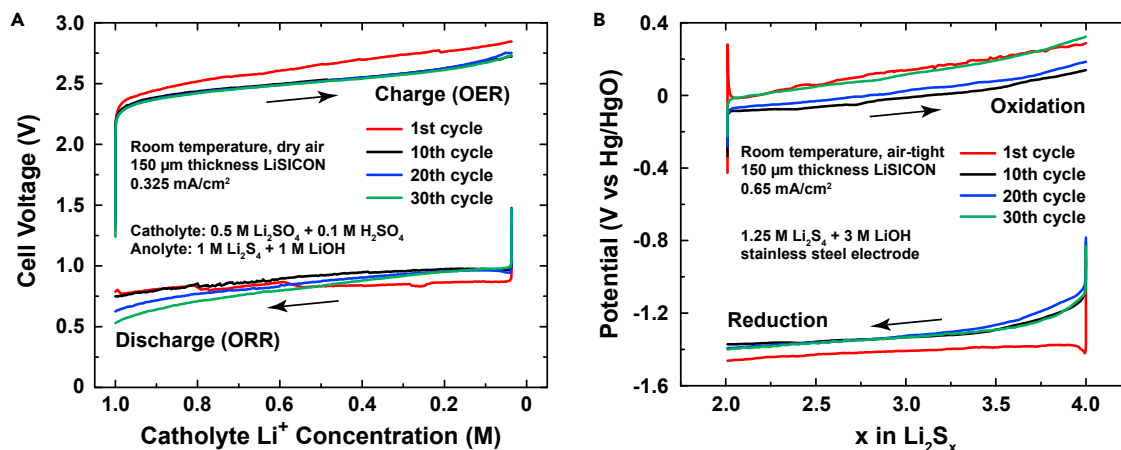 A
3.0
2.5
2.0
1.5
1.0
0.5
0
Cell Voltage (V)
Charge (OER)
1st cycle
10th cycle
20th cycle
30th cycle
Room temperature, dry air
150 µm thickness LiSICON
0.325 mA/cm²
Catholyte: 0.5 M Li₂SO₄ + 0.1 M H₂SO₄
Anolyte: 1 M Li₂S₄ + 1 M LiOH
Discharge (ORR)
1.0 0.8 0.6 0.4 0.2 0
Catholyte Li⁺ Concentration (M)
B
0.4
0
-0.4
-0.8
-1.2
-1.6
Potential (V vs Hg/HgO)
Oxidation
Room temperature, air-tight
150 µm thickness LiSICON
0.65 mA/cm²
1st cycle
10th cycle
20th cycle
30th cycle
1.25 M Li₂S₄ + 3 M LiOH
stainless steel electrode
Reduction
2.0 2.5 3.0 3.5 4.0
x in Li₂Sₓ